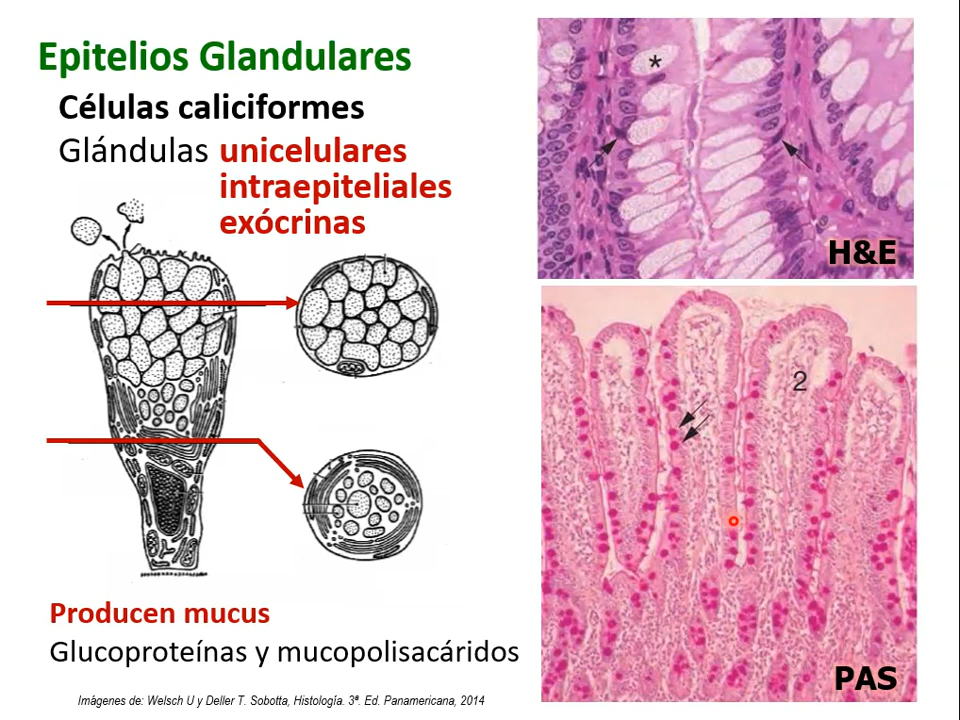 Epitelios Glandulares
Células caliciformes
Glándulas unicelulares
intraepiteliales
exócrinas
*
H&E
2
PAS
Producen mucus
Glucoproteínas y mucopolisacáridos
Imágenes de: Welsch U y Deller T. Sobotta, Histología. 3ª. Ed. Panamericana, 2014